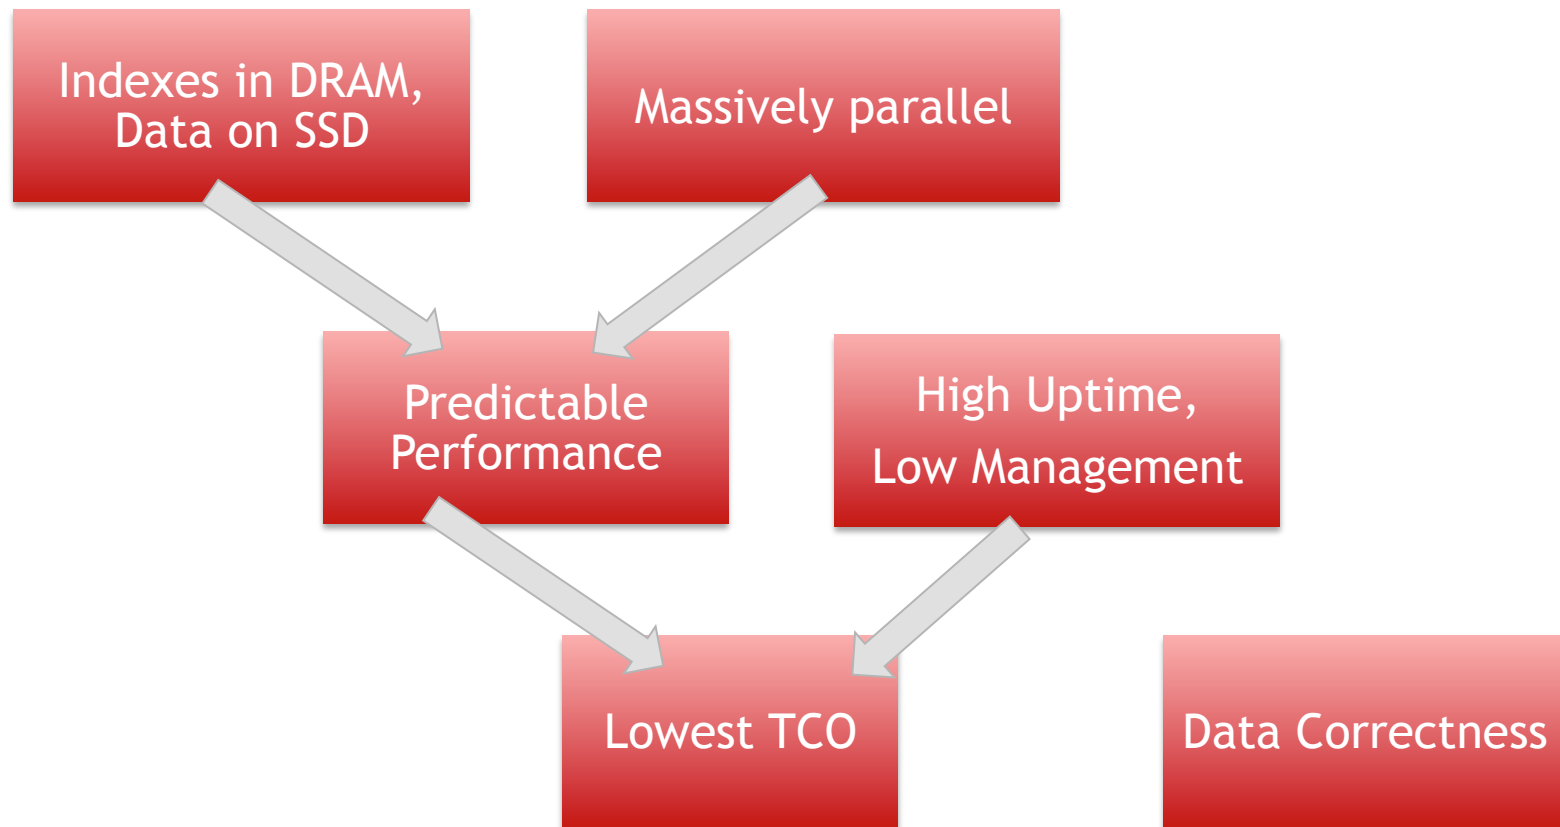 Indexes in DRAM,
Data on SSD
Massively parallel
Predictable
Performance
High Uptime,
Low Management
Lowest TCO
Data Correctness